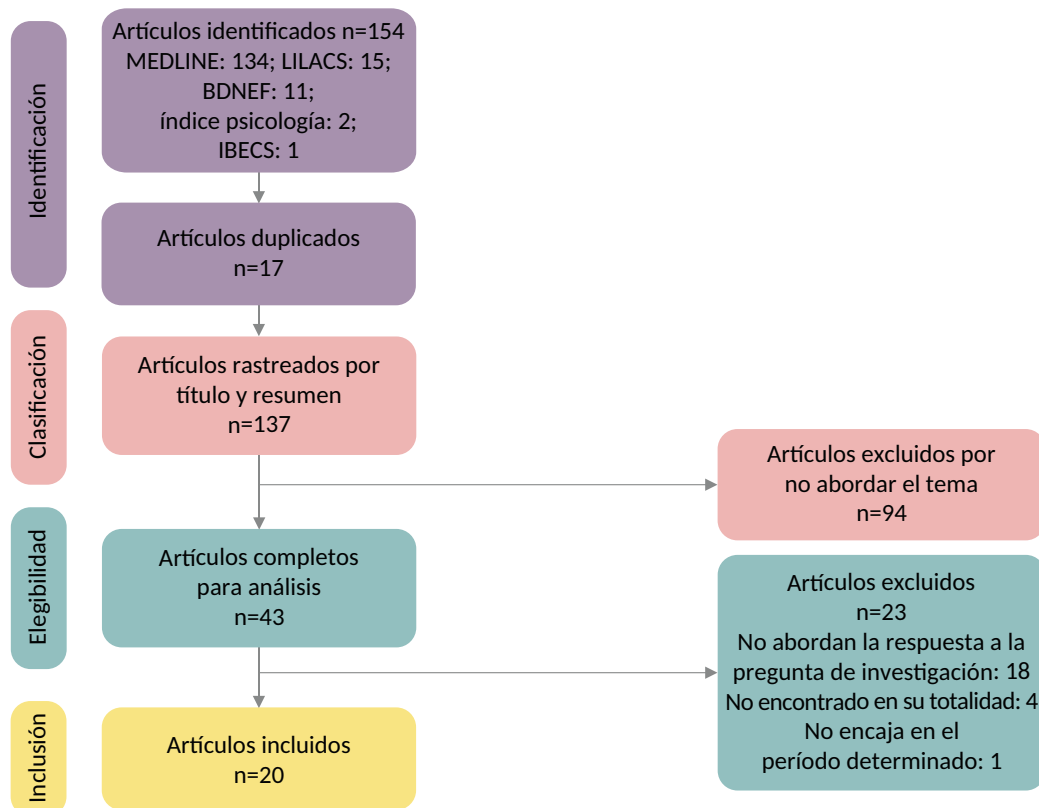 Identificación
Artículos identificados n=154
MEDLINE: 134; LILACS: 15;
BDNEF: 11;
índice psicología: 2;
IBECS: 1
Artículos duplicados
n=17
Clasificación
Artículos rastreados por
título y resumen
n=137
Artículos excluidos por
no abordar el tema
n=94
Elegibilidad
Artículos completos
para análisis
n=43
Artículos excluidos
n=23
No abordan la respuesta a la
pregunta de investigación: 18
No encontrado en su totalidad: 4
No encaja en el
período determinado: 1
Inclusión
Artículos incluidos
n=20